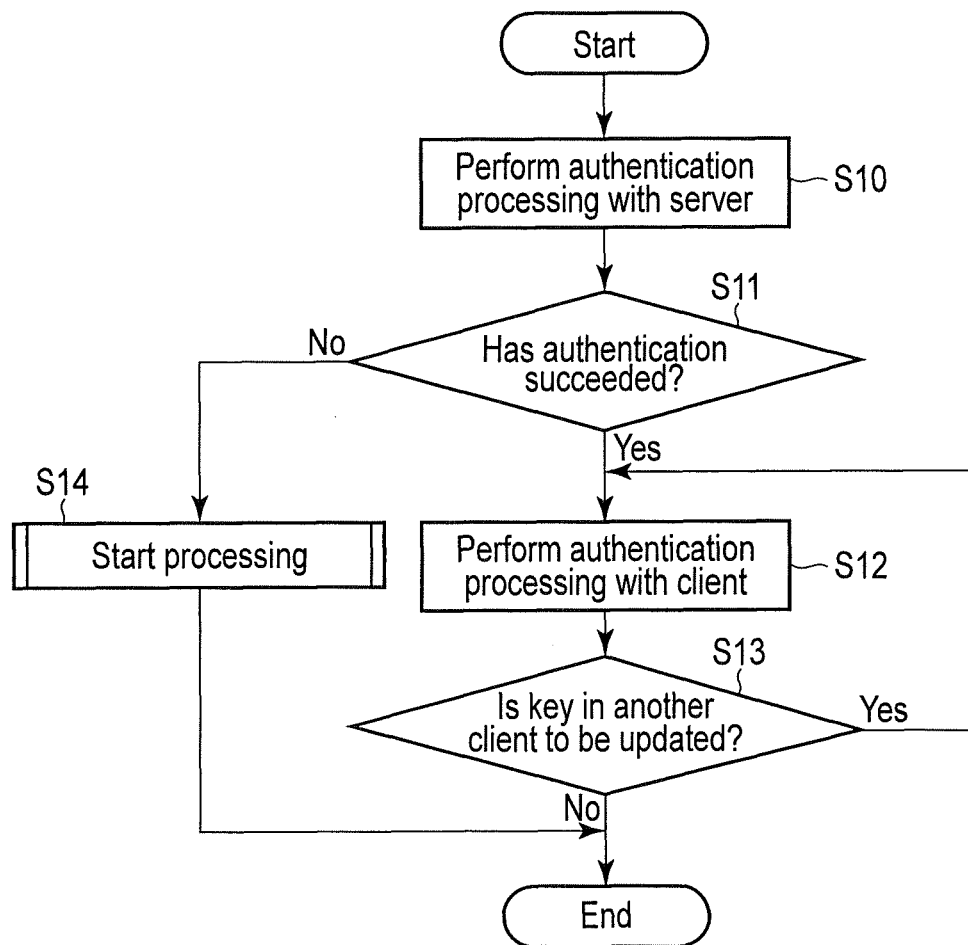 Start
Perform authentication
processing with server
S10
S11
Has authentication
succeeded?
No
Yes
S14
Start processing
Perform authentication
processing with client
S12
S13
Is key in another
client to be updated?
Yes
No
End